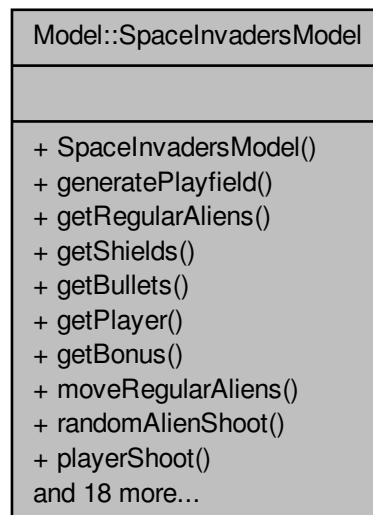 Model::SpaceInvadersModel
+ SpaceInvadersModel()
+ generatePlayfield()
+ getRegularAliens()
+ getShields()
+ getBullets()
+ getPlayer()
+ getBonus()
+ moveRegularAliens()
+ randomAlienShoot()
+ playerShoot()
and 18 more...